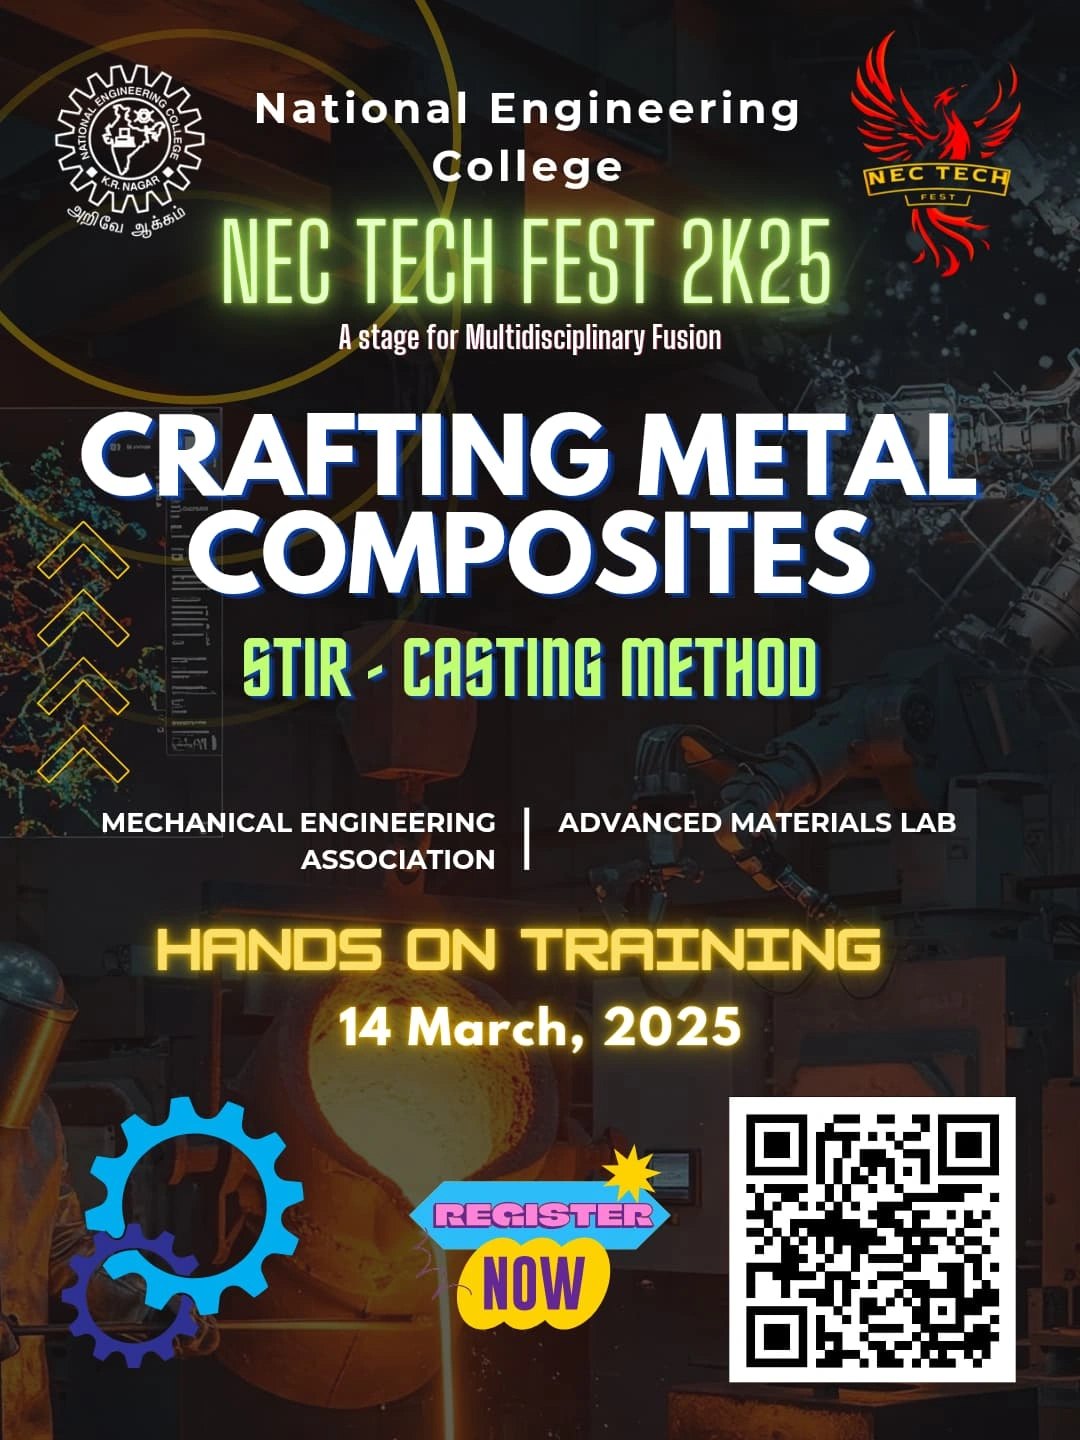 NATIONAL ENGINEERING COLLEGE
K.R. NAGAR
அறிவே ஆக்கம்
National Engineering
College
NEC TECH
FEST
NEC TECH FEST 2K25
A stage for Multidisciplinary Fusion
CRAFTING METAL
COMPOSITES
STIR - CASTING METHOD
MECHANICAL ENGINEERING
ASSOCIATION
ADVANCED MATERIALS LAB
HANDS ON TRAINING
14 March, 2025
REGISTER
NOW